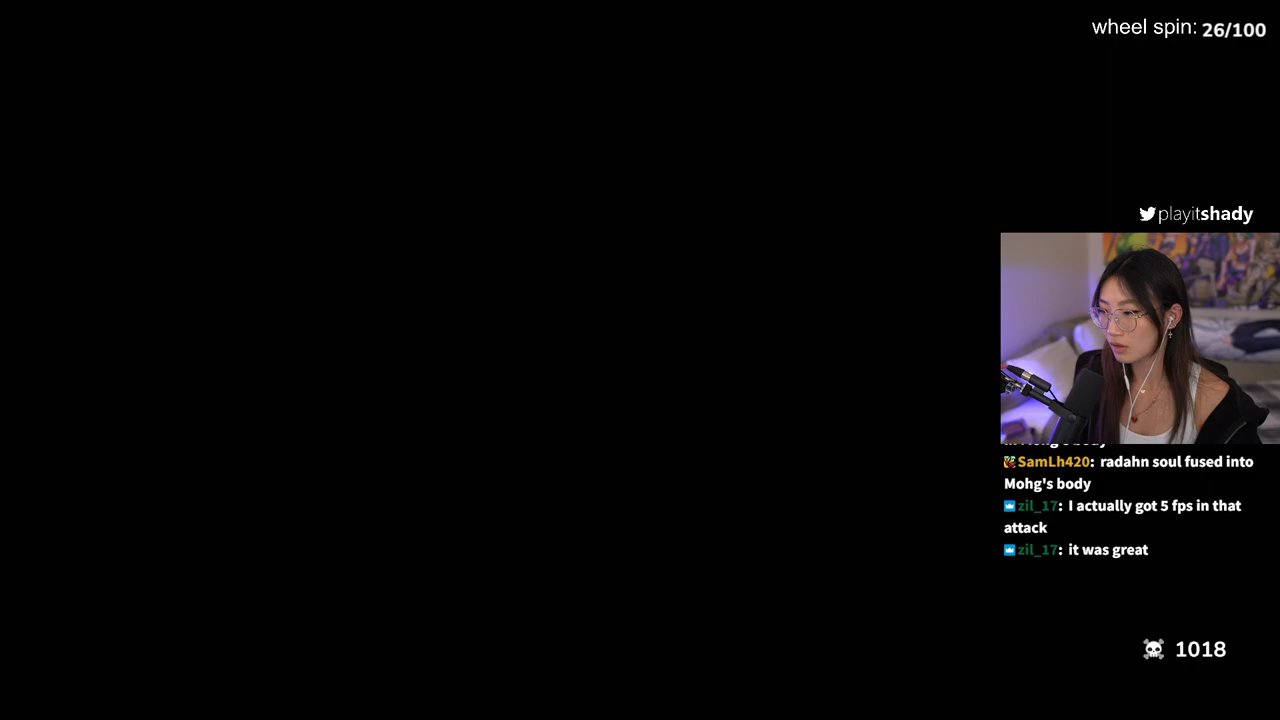 wheel spin: 26/100
playitshady
SamLh420: radahn soul fused into
Mohg's body
zil_17: I actually got 5 fps in that
attack
zil_17: it was great
1018